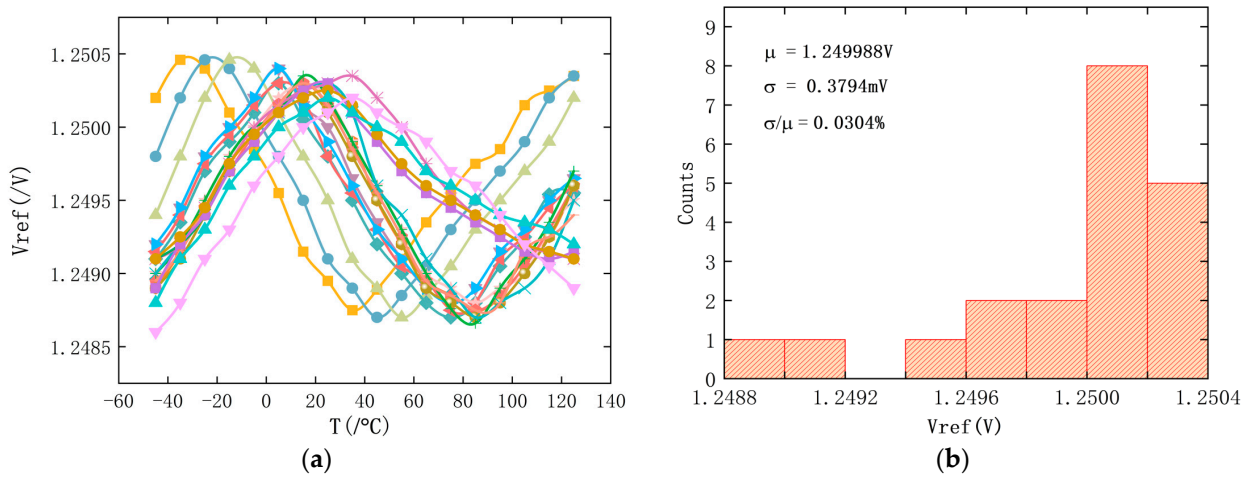 1.2505
1.2500
1.2495
1.2490
1.2485
Vref(/V)
-60 -40 -20 0 20 40 60 80 100 120 140
T(/°C)
(a)
9
8
7
6
5
4
3
2
1
0
Counts
μ = 1.249988V
σ = 0.3794mV
σ/μ = 0.0304%
1.2488 1.2492 1.2496 1.2500 1.2504
Vref(V)
(b)